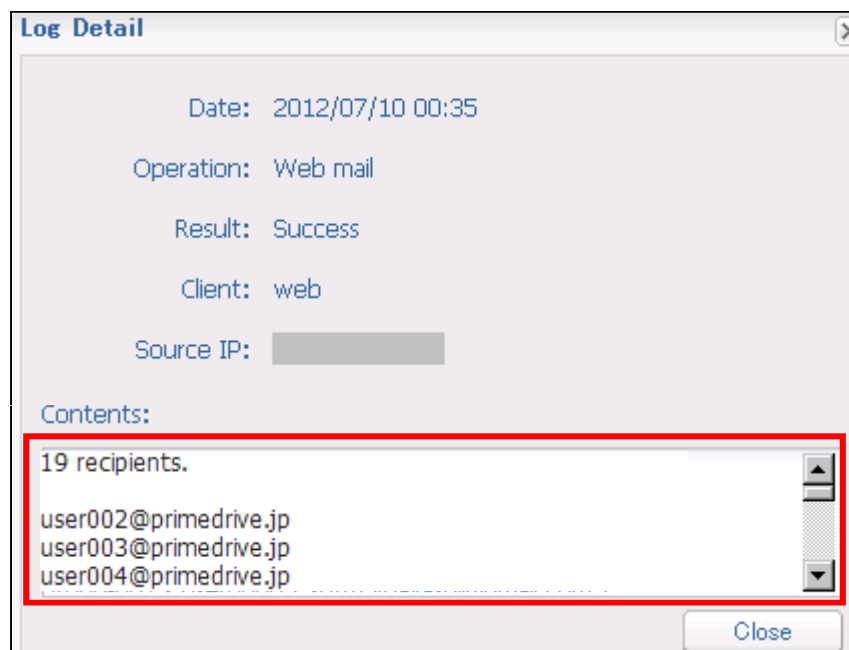 Log Detail
Date: 2012/07/10 00:35
Operation: Web mail
Result: Success
Client: web
Source IP:
Contents:
19 recipients.
user002@primedrive.jp
user003@primedrive.jp
user004@primedrive.jp
Close